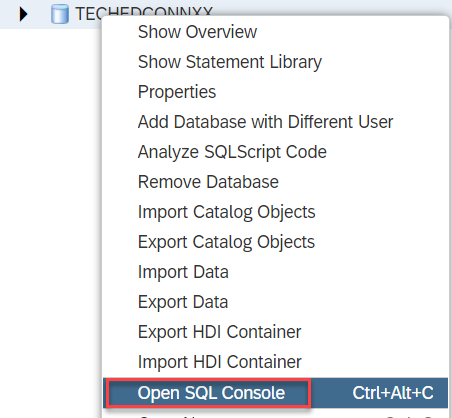 TECHEDCONNXX
Show Overview
Show Statement Library
Properties
Add Database with Different User
Analyze SQLScript Code
Remove Database
Import Catalog Objects
Export Catalog Objects
Import Data
Export Data
Export HDI Container
Import HDI Container
Open SQL Console Ctrl+Alt+C